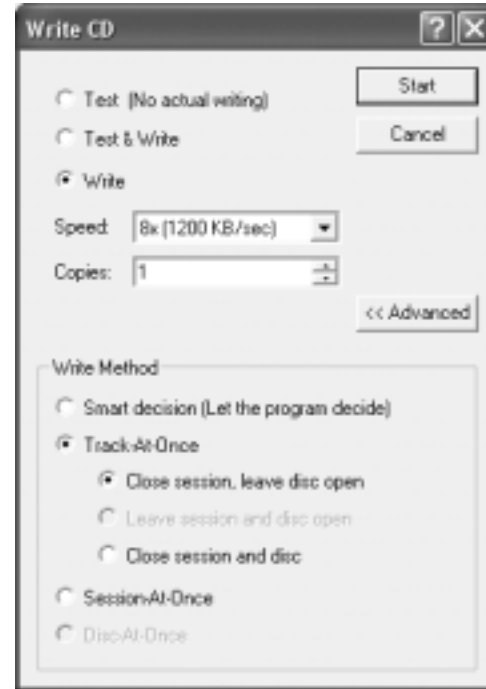 Write CD
Test (No actual writing)
Start
Test & Write
Cancel
Write
Speed: 8x (1200 KB/sec)
Copies: 1
<< Advanced
Write Method
Smart decision (Let the program decide)
Track-At-Once
Close session, leave disc open
Leave session and disc open
Close session and disc
Session-At-Once
Disc-At-Once